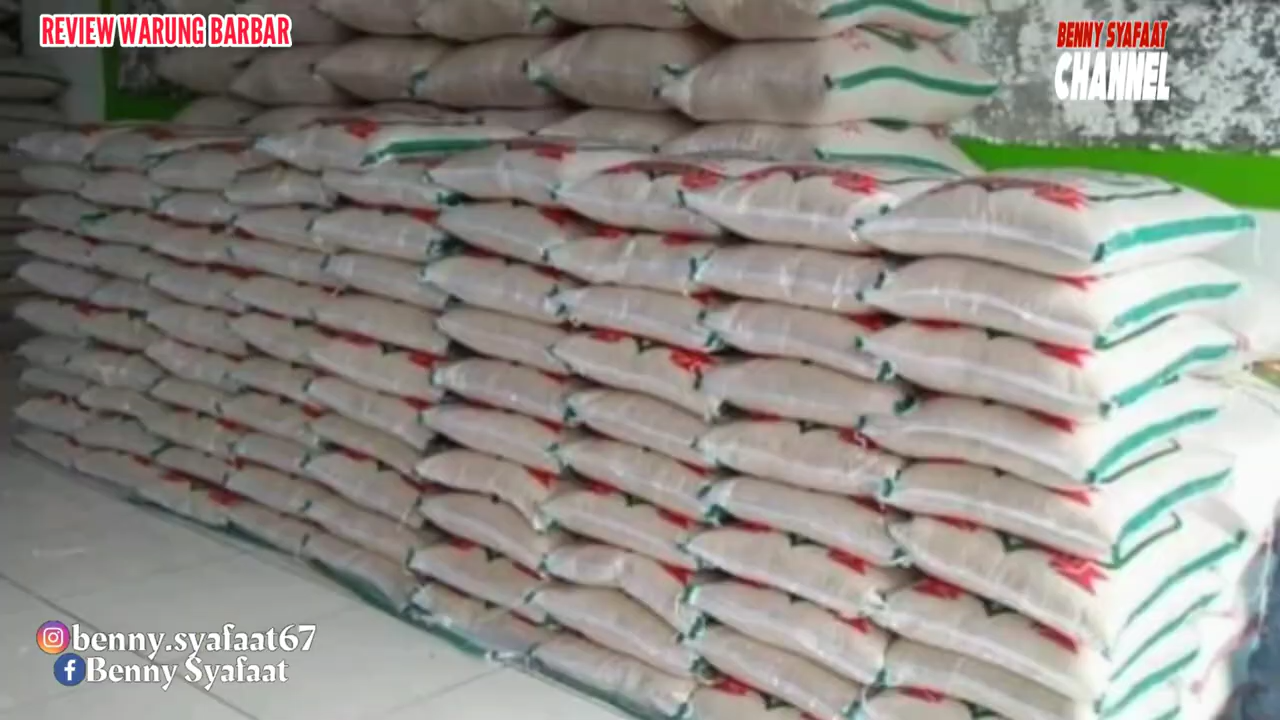 REVIEW WARUNG BARBAR
BENNY SYAFAAT
CHANNEL
benny.syafaat67
Benny Syafaat